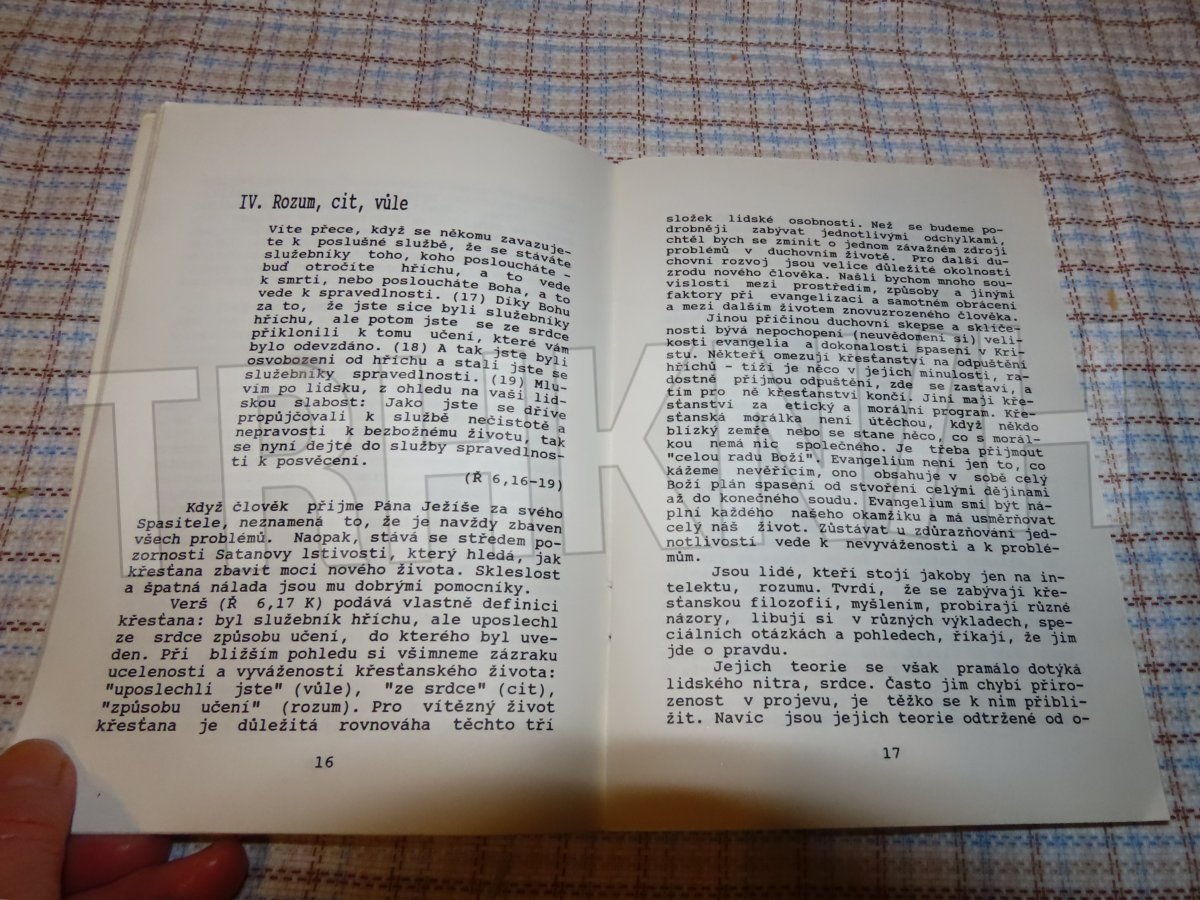 IV. Rozum, cit, vůle
Víte přece, když se někomu zavazuje-
te k poslušné službě, že se stáváte
služebníky toho, koho posloucháte -
buď otročíte hříchu, a to vede
k smrti, nebo posloucháte Boha, a to
vede k spravedlnosti. (17) Díky Bohu
za to, že jste sice byli služebníky
hříchu, ale potom jste se ze srdce
přiklonili k tomu učení, které vám
bylo odevzdáno. (18) A tak jste byli
osvobozeni od hříchu a stali jste se
služebníky spravedlnosti. (19) Mlu-
vím po lidsku, z ohledu na vaši lid-
skou slabost: Jako jste se dříve
propůjčovali k službě nečistotě a
nepravosti k bezbožnému životu, tak
se nyní dejte do služby spravedlnos-
ti k posvěcení.
(Ř 6,16-19)
Když člověk přijme Pána Ježíše za svého
Spasitele, neznamená to, že je navždy zbaven
všech problémů. Naopak, stává se středem po-
zornosti Satanovy lstivosti, který hledá, jak
křesťana zbavit moci nového života. Skleslost
a špatná nálada jsou mu dobrými pomocníky.
Verš (Ř 6,17 K) podává vlastně definici
křesťana: byl služebník hříchu, ale uposlechl
ze srdce způsobu učení, do kterého byl uve-
den. Při bližším pohledu si všimneme zázraku
ucelenosti a vyváženosti křesťanského života:
"uposlechli jste" (vůle), "ze srdce" (cit),
"způsobu učení" (rozum). Pro vítězný život
křesťana je důležitá rovnováha těchto tří
16
složek lidské osobnosti. Než se budeme po-
drobněji zabývat jednotlivými odchylkami,
chtěl bych se zmínit o jednom závažném zdroji
problémů v duchovním životě. Pro další du-
chovní rozvoj jsou velice důležité okolnosti
zrodu nového člověka. Našli bychom mnoho sou-
vislostí mezi prostředím, způsoby a jinými
faktory při evangelizaci a samotném obrácení
a mezi dalším životem znovuzrozeného člověka.
Jinou příčinou duchovní skepse a skliče-
nosti bývá nepochopení (neuvědomení si) veli-
kosti evangelia a dokonalosti spasení v Kri-
stu. Někteří omezují křesťanství na odpuštění
hříchů - tíží je něco v jejich minulosti, ra-
dostně přijmou odpuštění, zde se zastaví, a
tím pro ně křesťanství končí. Jiní mají kře-
sťanství za etický a morální program. Kře-
sťanská morálka není útěchou, když někdo
blízký zemře nebo se stane něco, co s morál-
kou nemá nic společného. Je třeba přijmout
"celou radu Boží". Evangelium není jen to, co
kážeme nevěřícím, ono obsahuje v sobě celý
Boží plán spasení od stvoření celými dějinami
až do konečného soudu. Evangelium smí být ná-
plní každého našeho okamžiku a má usměrňovat
celý náš život. Zůstávat u zdůrazňování jed-
notlivostí vede k nevyváženosti a k problé-
mům.
Jsou lidé, kteří stojí jakoby jen na in-
telektu, rozumu. Tvrdí, že se zabývají kře-
sťanskou filozofií, myšlením, probírají různé
názory, libují si v různých výkladech, spe-
ciálních otázkách a pohledech, říkají, že jim
jde o pravdu.
Jejich teorie se však pramálo dotýká
lidského nitra, srdce. Často jim chybí přiro-
zenost v projevu, je těžko se k nim přiblí-
žit. Navíc jsou jejich teorie odtržené od o-
17
TRHKNIH